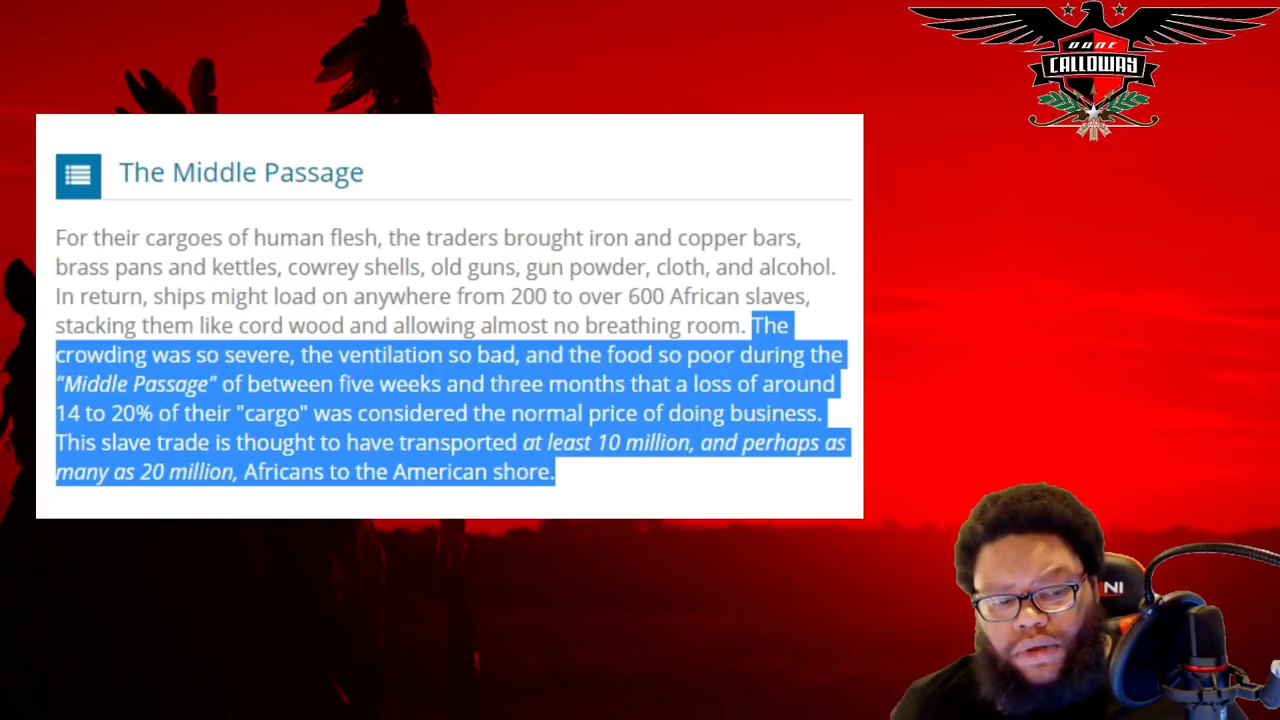 DDDE
CALLOWAY
The Middle Passage
For their cargoes of human flesh, the traders brought iron and copper bars,
brass pans and kettles, cowrey shells, old guns, gun powder, cloth, and alcohol.
In return, ships might load on anywhere from 200 to over 600 African slaves,
stacking them like cord wood and allowing almost no breathing room. The
crowding was so severe, the ventilation so bad, and the food so poor during the
"Middle Passage" of between five weeks and three months that a loss of around
14 to 20% of their "cargo" was considered the normal price of doing business.
This slave trade is thought to have transported at least 10 million, and perhaps as
many as 20 million, Africans to the American shore.
NI